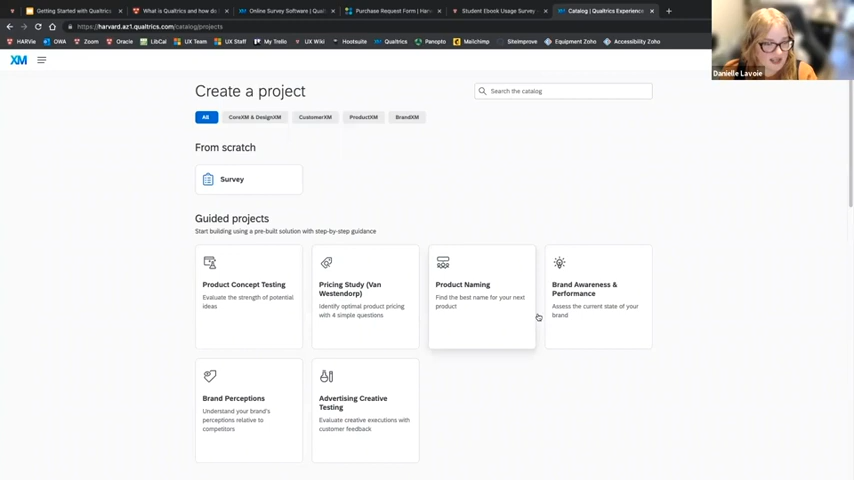 Getting Started with Qualtrics
What is Qualtrics and how do I
Online Survey Software | Qualt
Purchase Request Form | Harv
Student Ebook Usage Survey
Catalog | Qualtrics Experience
https://harvard.az1.qualtrics.com/catalog/projects
HARVie
OWA
Zoom
Oracle
LibCal
UX Team
UX Staff
My Trello
UX Wiki
Hootsuite
Qualtrics
Panopto
Mailchimp
SiteImprove
Equipment Zoho
Accessibility Zoho
Danielle Lavoie
XM
Create a project
Search the catalog
All
CoreXM & DesignXM
CustomerXM
ProductXM
BrandXM
From scratch
Survey
Guided projects
Start building using a pre-built solution with step-by-step guidance
Product Concept Testing
Evaluate the strength of potential
ideas
Pricing Study (Van
Westendorp)
Identify optimal product pricing
with 4 simple questions
Product Naming
Find the best name for your next
product
Brand Awareness &
Performance
Assess the current state of your
brand
Brand Perceptions
Understand your brand's
perceptions relative to
competitors
Advertising Creative
Testing
Evaluate creative executions with
customer feedback